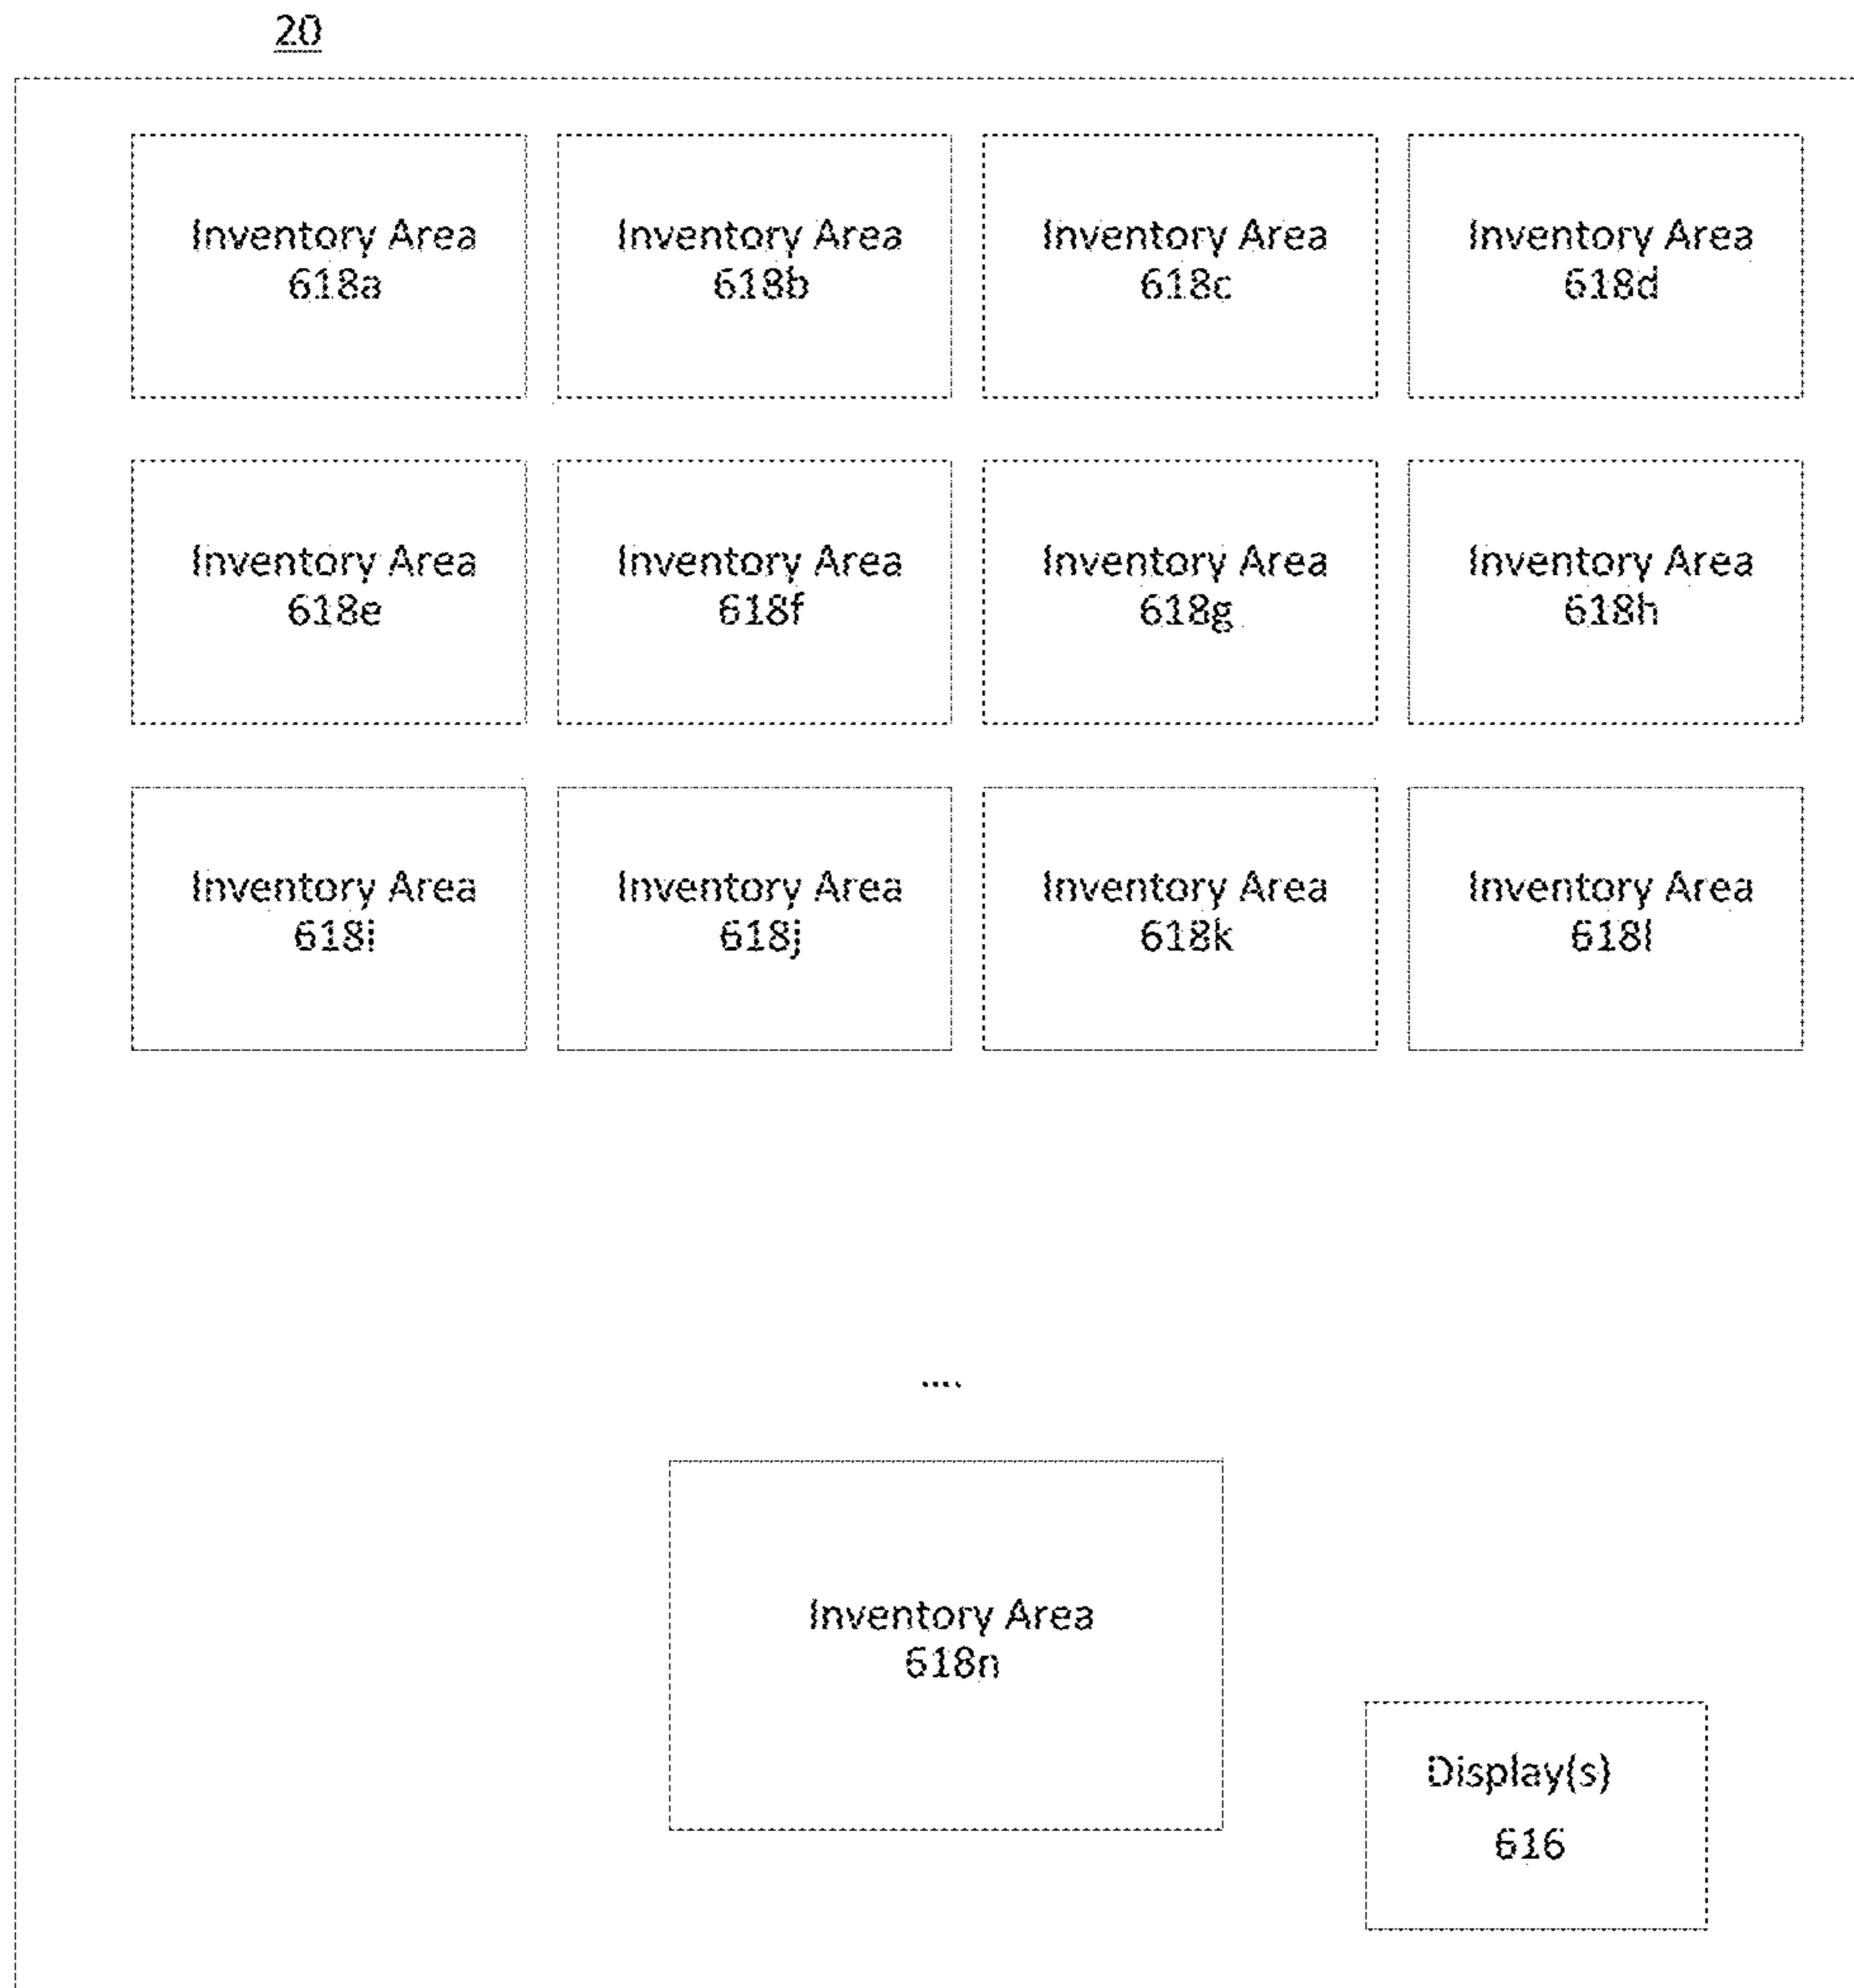 20
Inventory Area
618a
Inventory Area
618b
Inventory Area
618c
Inventory Area
618d
Inventory Area
618e
Inventory Area
618f
Inventory Area
618g
Inventory Area
618h
Inventory Area
618i
Inventory Area
618j
Inventory Area
618k
Inventory Area
618l
....
Inventory Area
618n
Display(s)
616